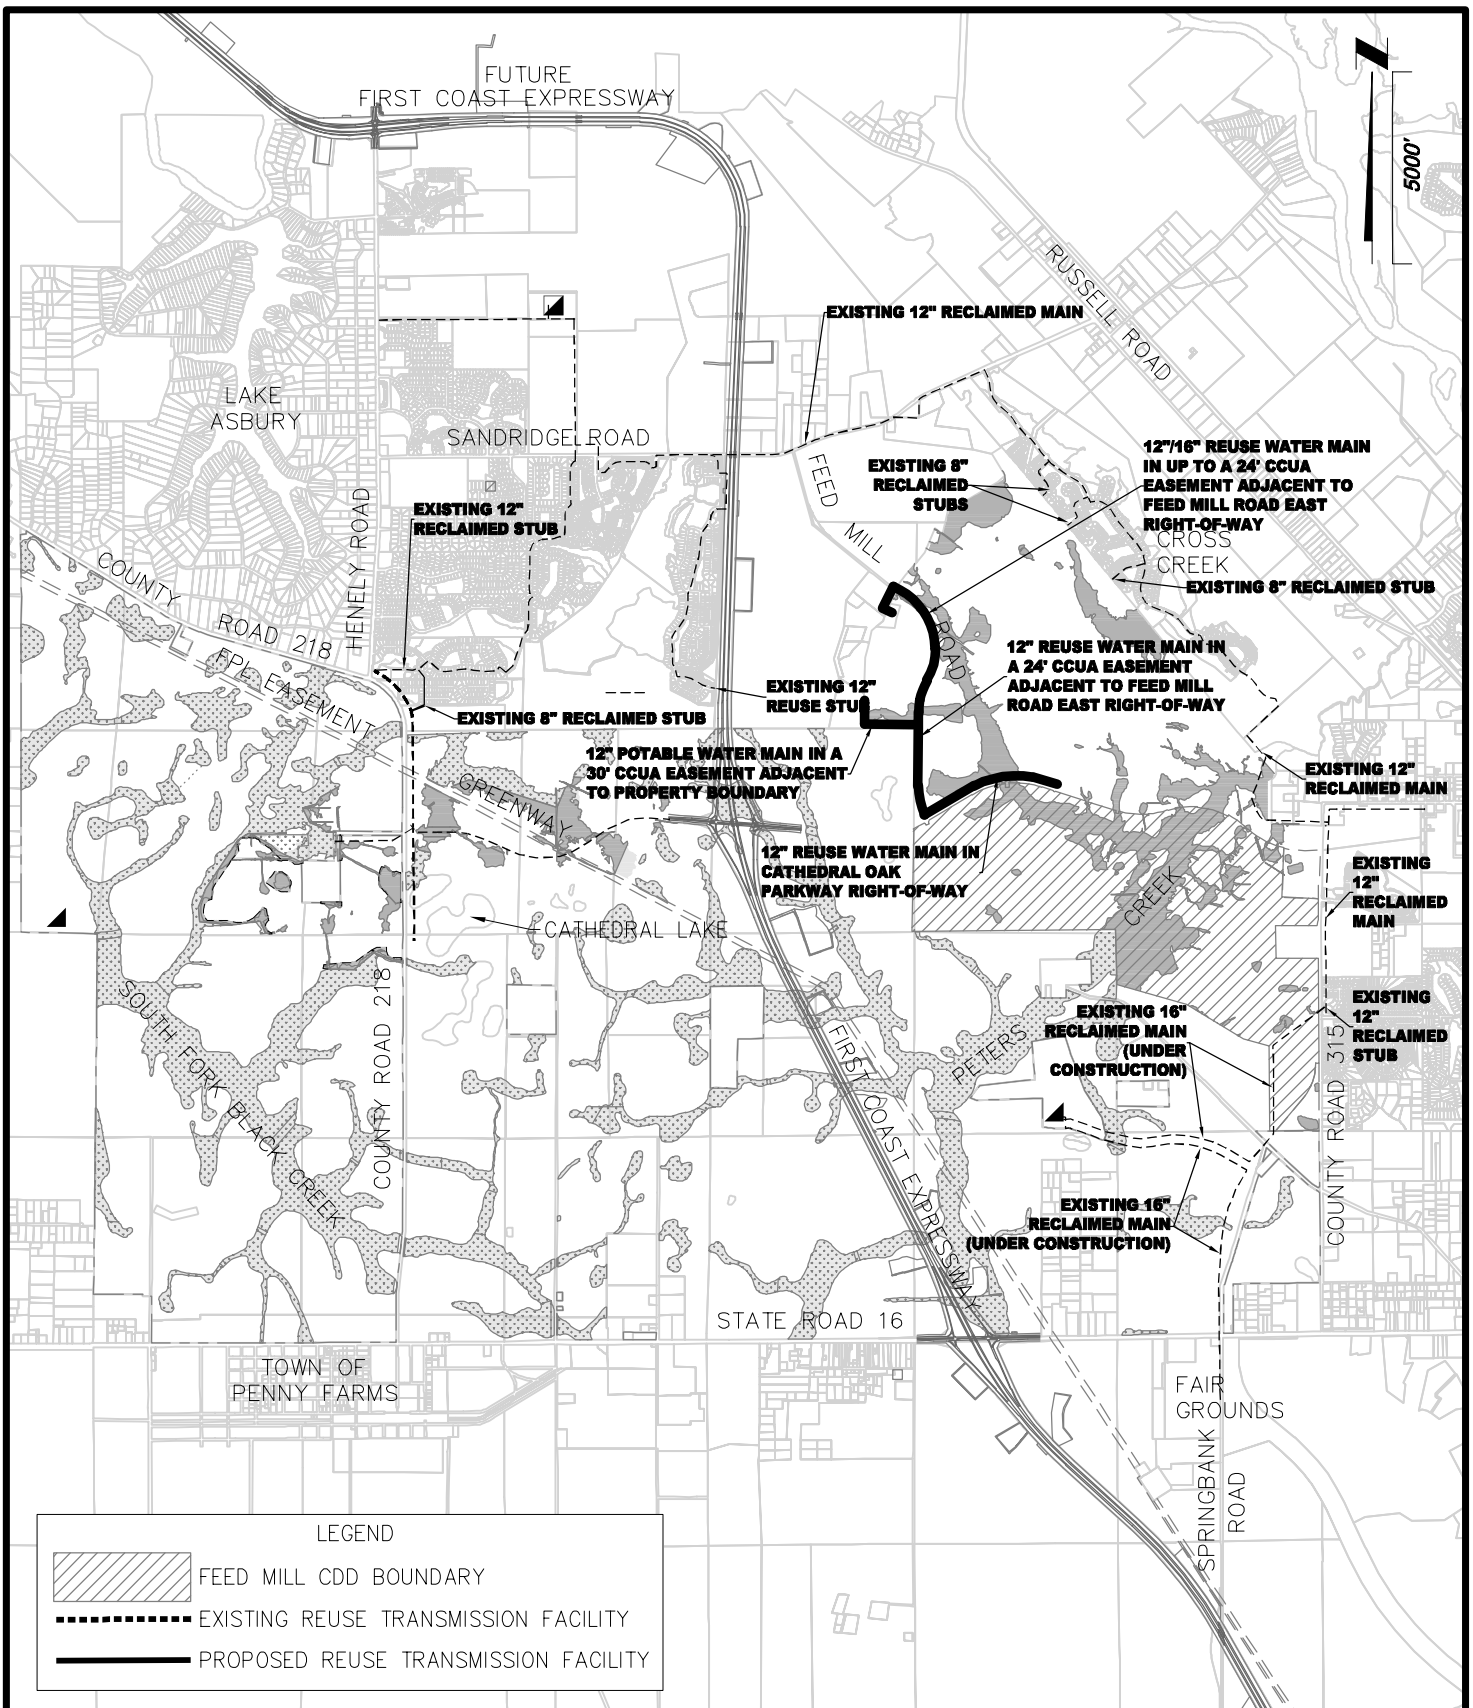 FUTURE
FIRST COAST EXPRESSWAY
N
5000'
RUSSELL ROAD
EXISTING 12" RECLAIMED MAIN
LAKE
ASBURY
SANDRIDGE ROAD
FEED
MILL
ROAD
EXISTING 8"
RECLAIMED
STUBS
12"/16" REUSE WATER MAIN
IN UP TO A 24' CCUA
EASEMENT ADJACENT TO
FEED MILL ROAD EAST
RIGHT-OF-WAY
CROSS
CREEK
EXISTING 8" RECLAIMED STUB
EXISTING 12"
RECLAIMED STUB
HENELY ROAD
COUNTY
ROAD 218
FPL EASEMENT
12" REUSE WATER MAIN IN
A 24' CCUA EASEMENT
ADJACENT TO FEED MILL
ROAD EAST RIGHT-OF-WAY
EXISTING 12"
REUSE STUB
EXISTING 8" RECLAIMED STUB
12" POTABLE WATER MAIN IN A
30' CCUA EASEMENT ADJACENT
TO PROPERTY BOUNDARY
GREENWAY
EXISTING 12"
RECLAIMED MAIN
12" REUSE WATER MAIN IN
CATHEDRAL OAK
PARKWAY RIGHT-OF-WAY
EXISTING
12"
RECLAIMED
MAIN
CREEK
CATHEDRAL LAKE
COUNTY ROAD 218
SOUTH FORK BLACK CREEK
FIRST COAST EXPRESSWAY
PETERS
EXISTING 16"
RECLAIMED MAIN
(UNDER
CONSTRUCTION)
EXISTING
12"
RECLAIMED
STUB
COUNTY ROAD 315
EXISTING 16"
RECLAIMED MAIN
(UNDER CONSTRUCTION)
STATE ROAD 16
TOWN OF
PENNY FARMS
FAIR
GROUNDS
SPRINGBANK
ROAD
LEGEND
FEED MILL CDD BOUNDARY
EXISTING REUSE TRANSMISSION FACILITY
PROPOSED REUSE TRANSMISSION FACILITY